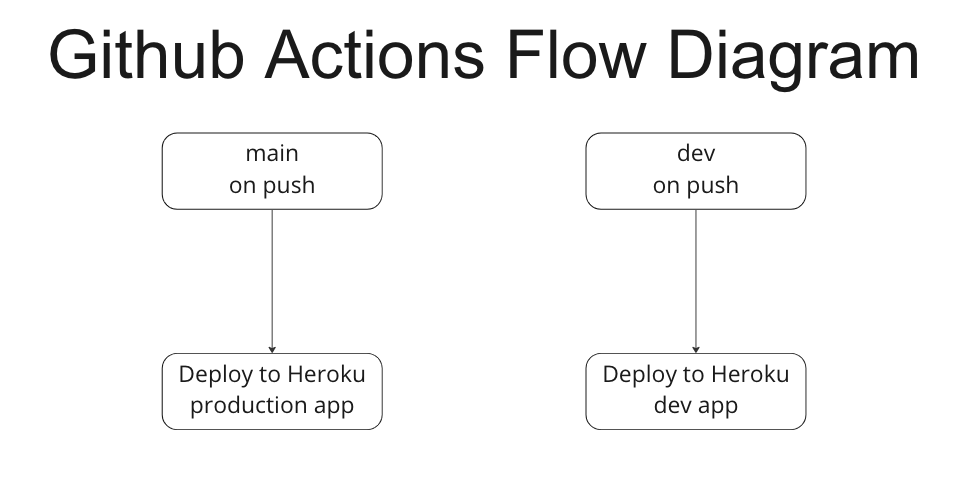 Github Actions Flow Diagram
main
on push
dev
on push
Deploy to Heroku
production app
Deploy to Heroku
dev app